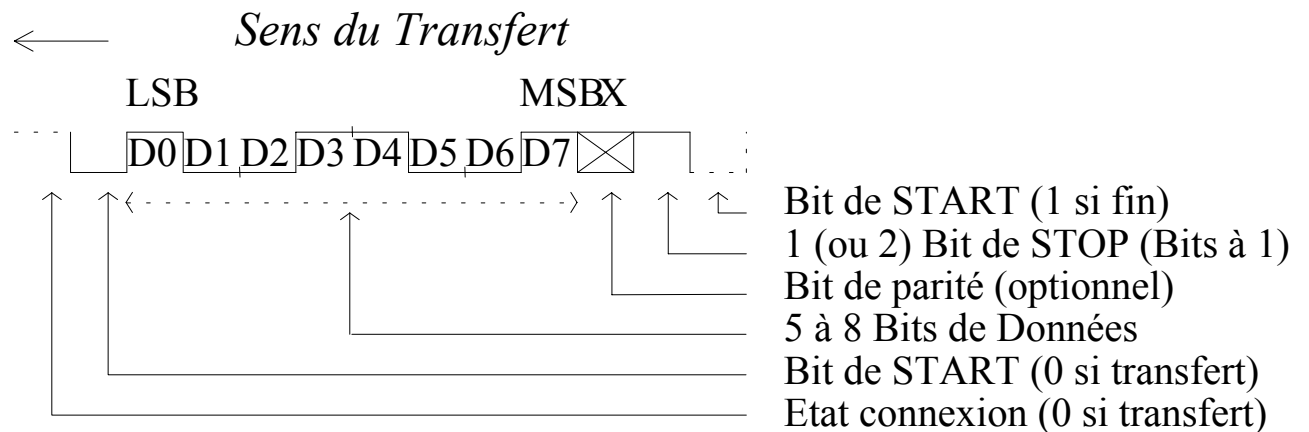 Sens du Transfert
LSB MSBX
D0 D1 D2 D3 D4 D5 D6 D7
Bit de START (1 si fin)
1 (ou 2) Bit de STOP (Bits à 1)
Bit de parité (optionnel)
5 à 8 Bits de Données
Bit de START (0 si transfert)
Etat connexion (0 si transfert)